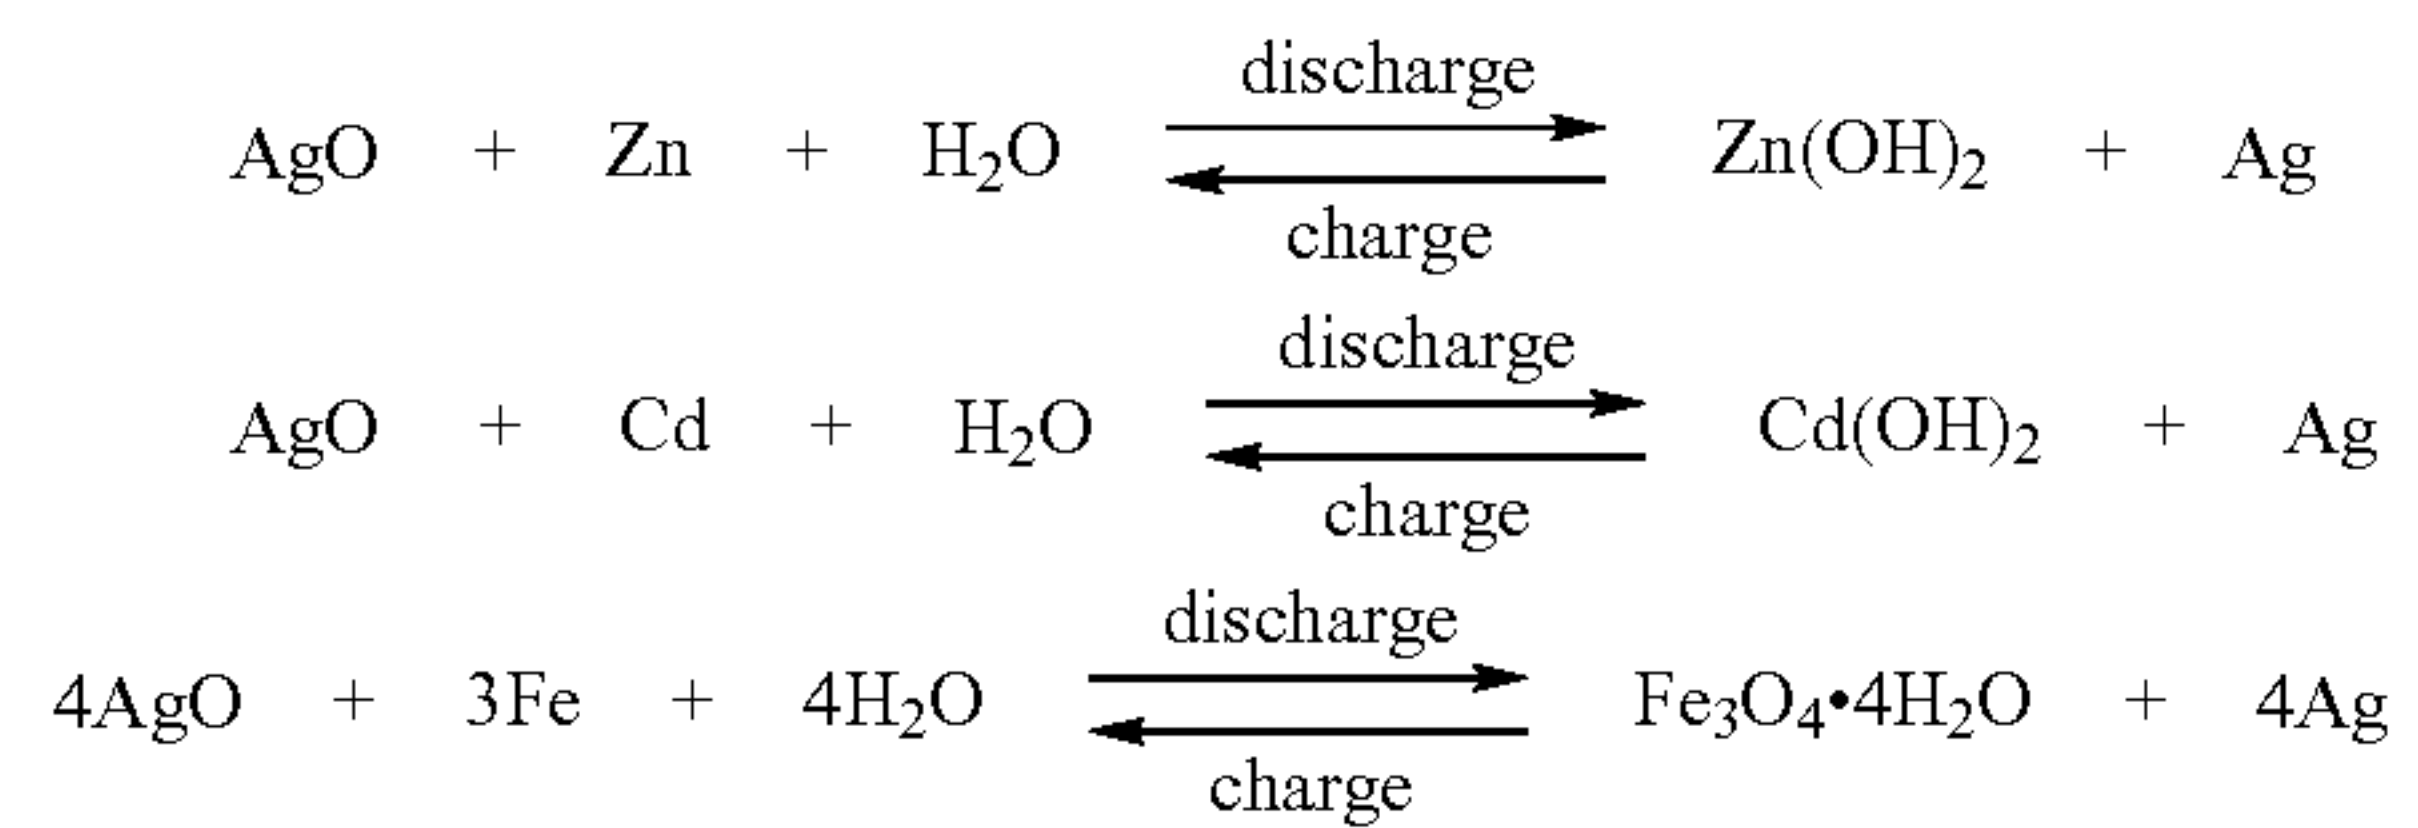 discharge
AgO + Zn + H₂O ⇌ Zn(OH)₂ + Ag
charge
discharge
AgO + Cd + H₂O ⇌ Cd(OH)₂ + Ag
charge
discharge
4AgO + 3Fe + 4H₂O ⇌ Fe₃O₄•4H₂O + 4Ag
charge